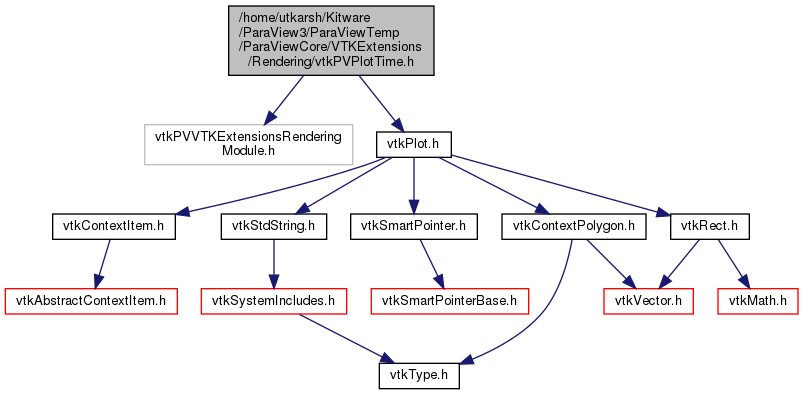 /home/utkarsh/Kitware
/ParaView3/ParaViewTemp
/ParaViewCore/VTKExtensions
/Rendering/vtkPVPlotTime.h
vtkPVVTKExtensionsRendering
Module.h
vtkPlot.h
vtkContextItem.h
vtkStdString.h
vtkSmartPointer.h
vtkContextPolygon.h
vtkRect.h
vtkAbstractContextItem.h
vtkSystemIncludes.h
vtkSmartPointerBase.h
vtkVector.h
vtkMath.h
vtkType.h